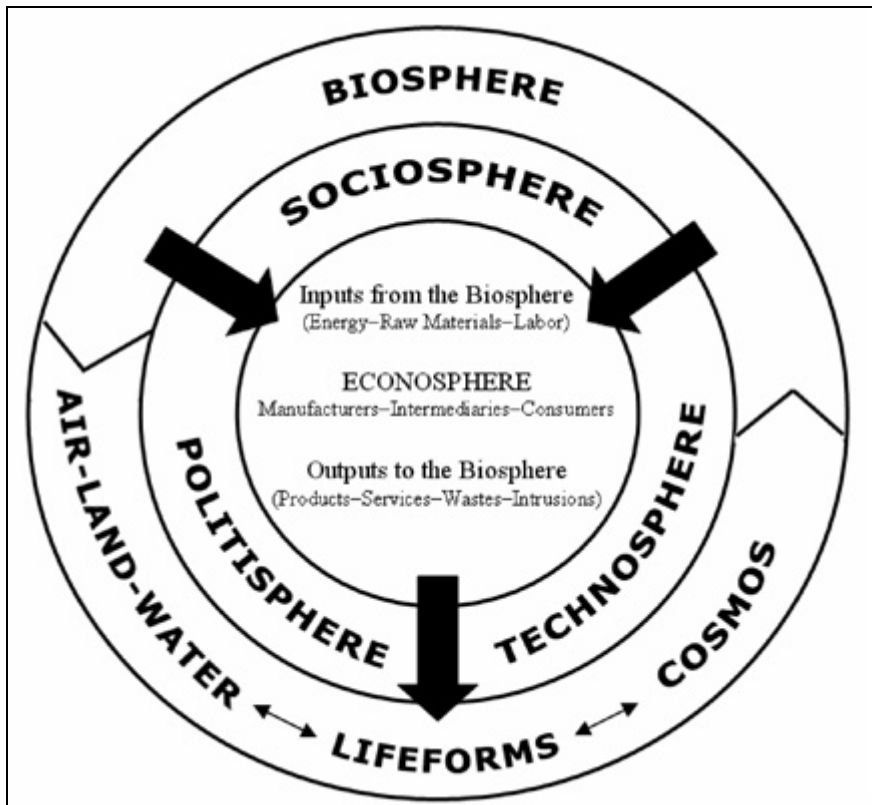 BIOSPHERE
SOCIOSPHERE
Inputs from the Biosphere
(Energy–Raw Materials–Labor)
ECONOSPHERE
Manufacturers–Intermediaries–Consumers
Outputs to the Biosphere
(Products–Services–Wastes–Intrusions)
POLITISPHERE
TECHNOSPHERE
AIR-LAND-WATER
LIFEFORMS
COSMOS